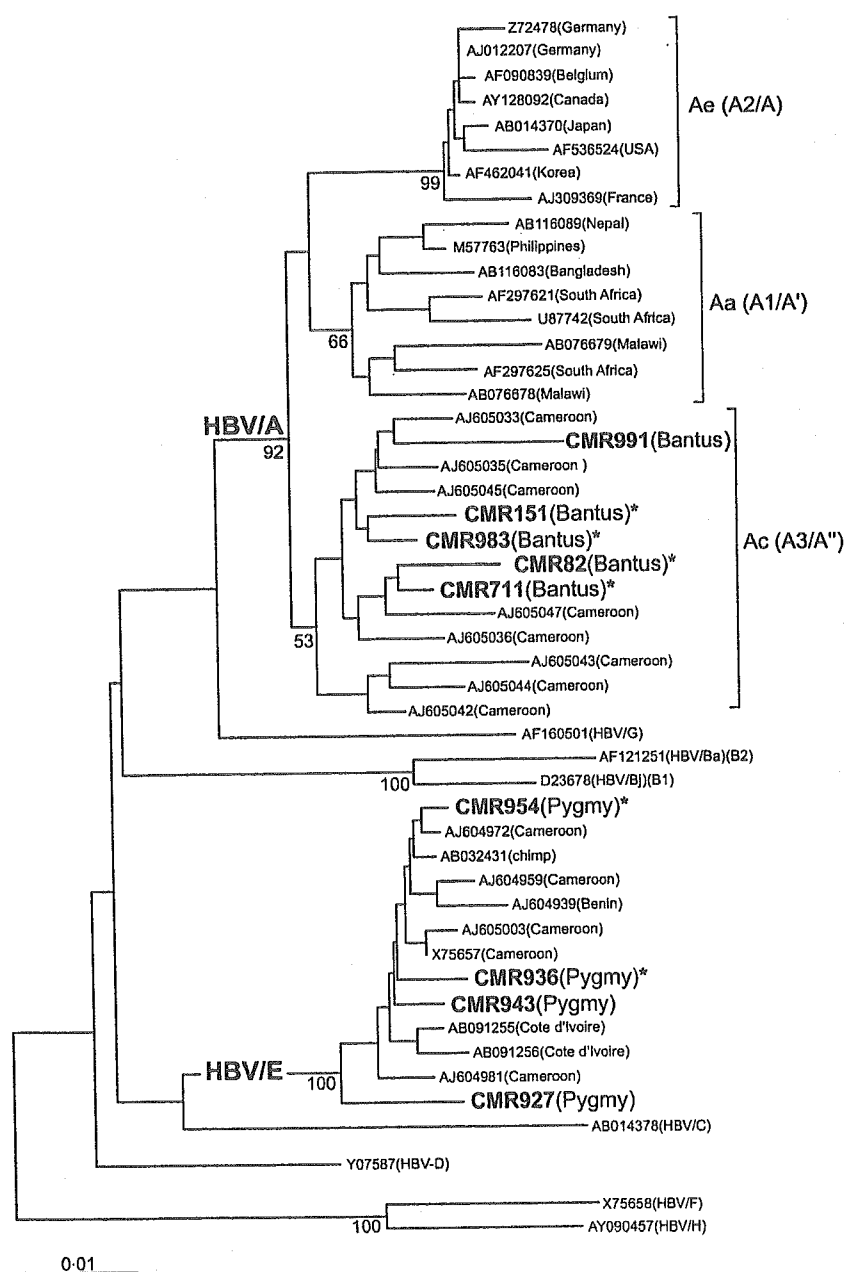 Z72478(Germany)
AJ012207(Germany)
AF090839(Belgium)
AY128092(Canada)
Ae (A2/A)
AB014370(Japan)
AF536524(USA)
AF462041(Korea)
99
AJ309369(France)
AB116089(Nepal)
M57763(Philippines)
AB116083(Bangladesh)
AF297621(South Africa)
Aa (A1/A')
U87742(South Africa)
66
AB076679(Malawi)
AF297625(South Africa)
AB076678(Malawi)
AJ605033(Cameroon)
HBV/A
92
CMR991(Bantus)
AJ605035(Cameroon )
AJ605045(Cameroon)
CMR151(Bantus)*
CMR983(Bantus)*
Ac (A3/A")
CMR82(Bantus)*
CMR711(Bantus)*
AJ605047(Cameroon)
53
AJ605036(Cameroon)
AJ605043(Cameroon)
AJ605044(Cameroon)
AJ605042(Cameroon)
AF160501(HBV/G)
AF121251(HBV/Ba)(B2)
100
D23678(HBV/Bj)(B1)
CMR954(Pygmy)*
AJ604972(Cameroon)
AB032431(chimp)
AJ604959(Cameroon)
AJ604939(Benin)
AJ605003(Cameroon)
X75657(Cameroon)
CMR936(Pygmy)*
CMR943(Pygmy)
AB091255(Cote d'Ivoire)
AB091256(Cote d'Ivoire)
HBV/E
100
AJ604981(Cameroon)
CMR927(Pygmy)
AB014378(HBV/C)
Y07587(HBV-D)
X75658(HBV/F)
100
AY090457(HBV/H)
0·01